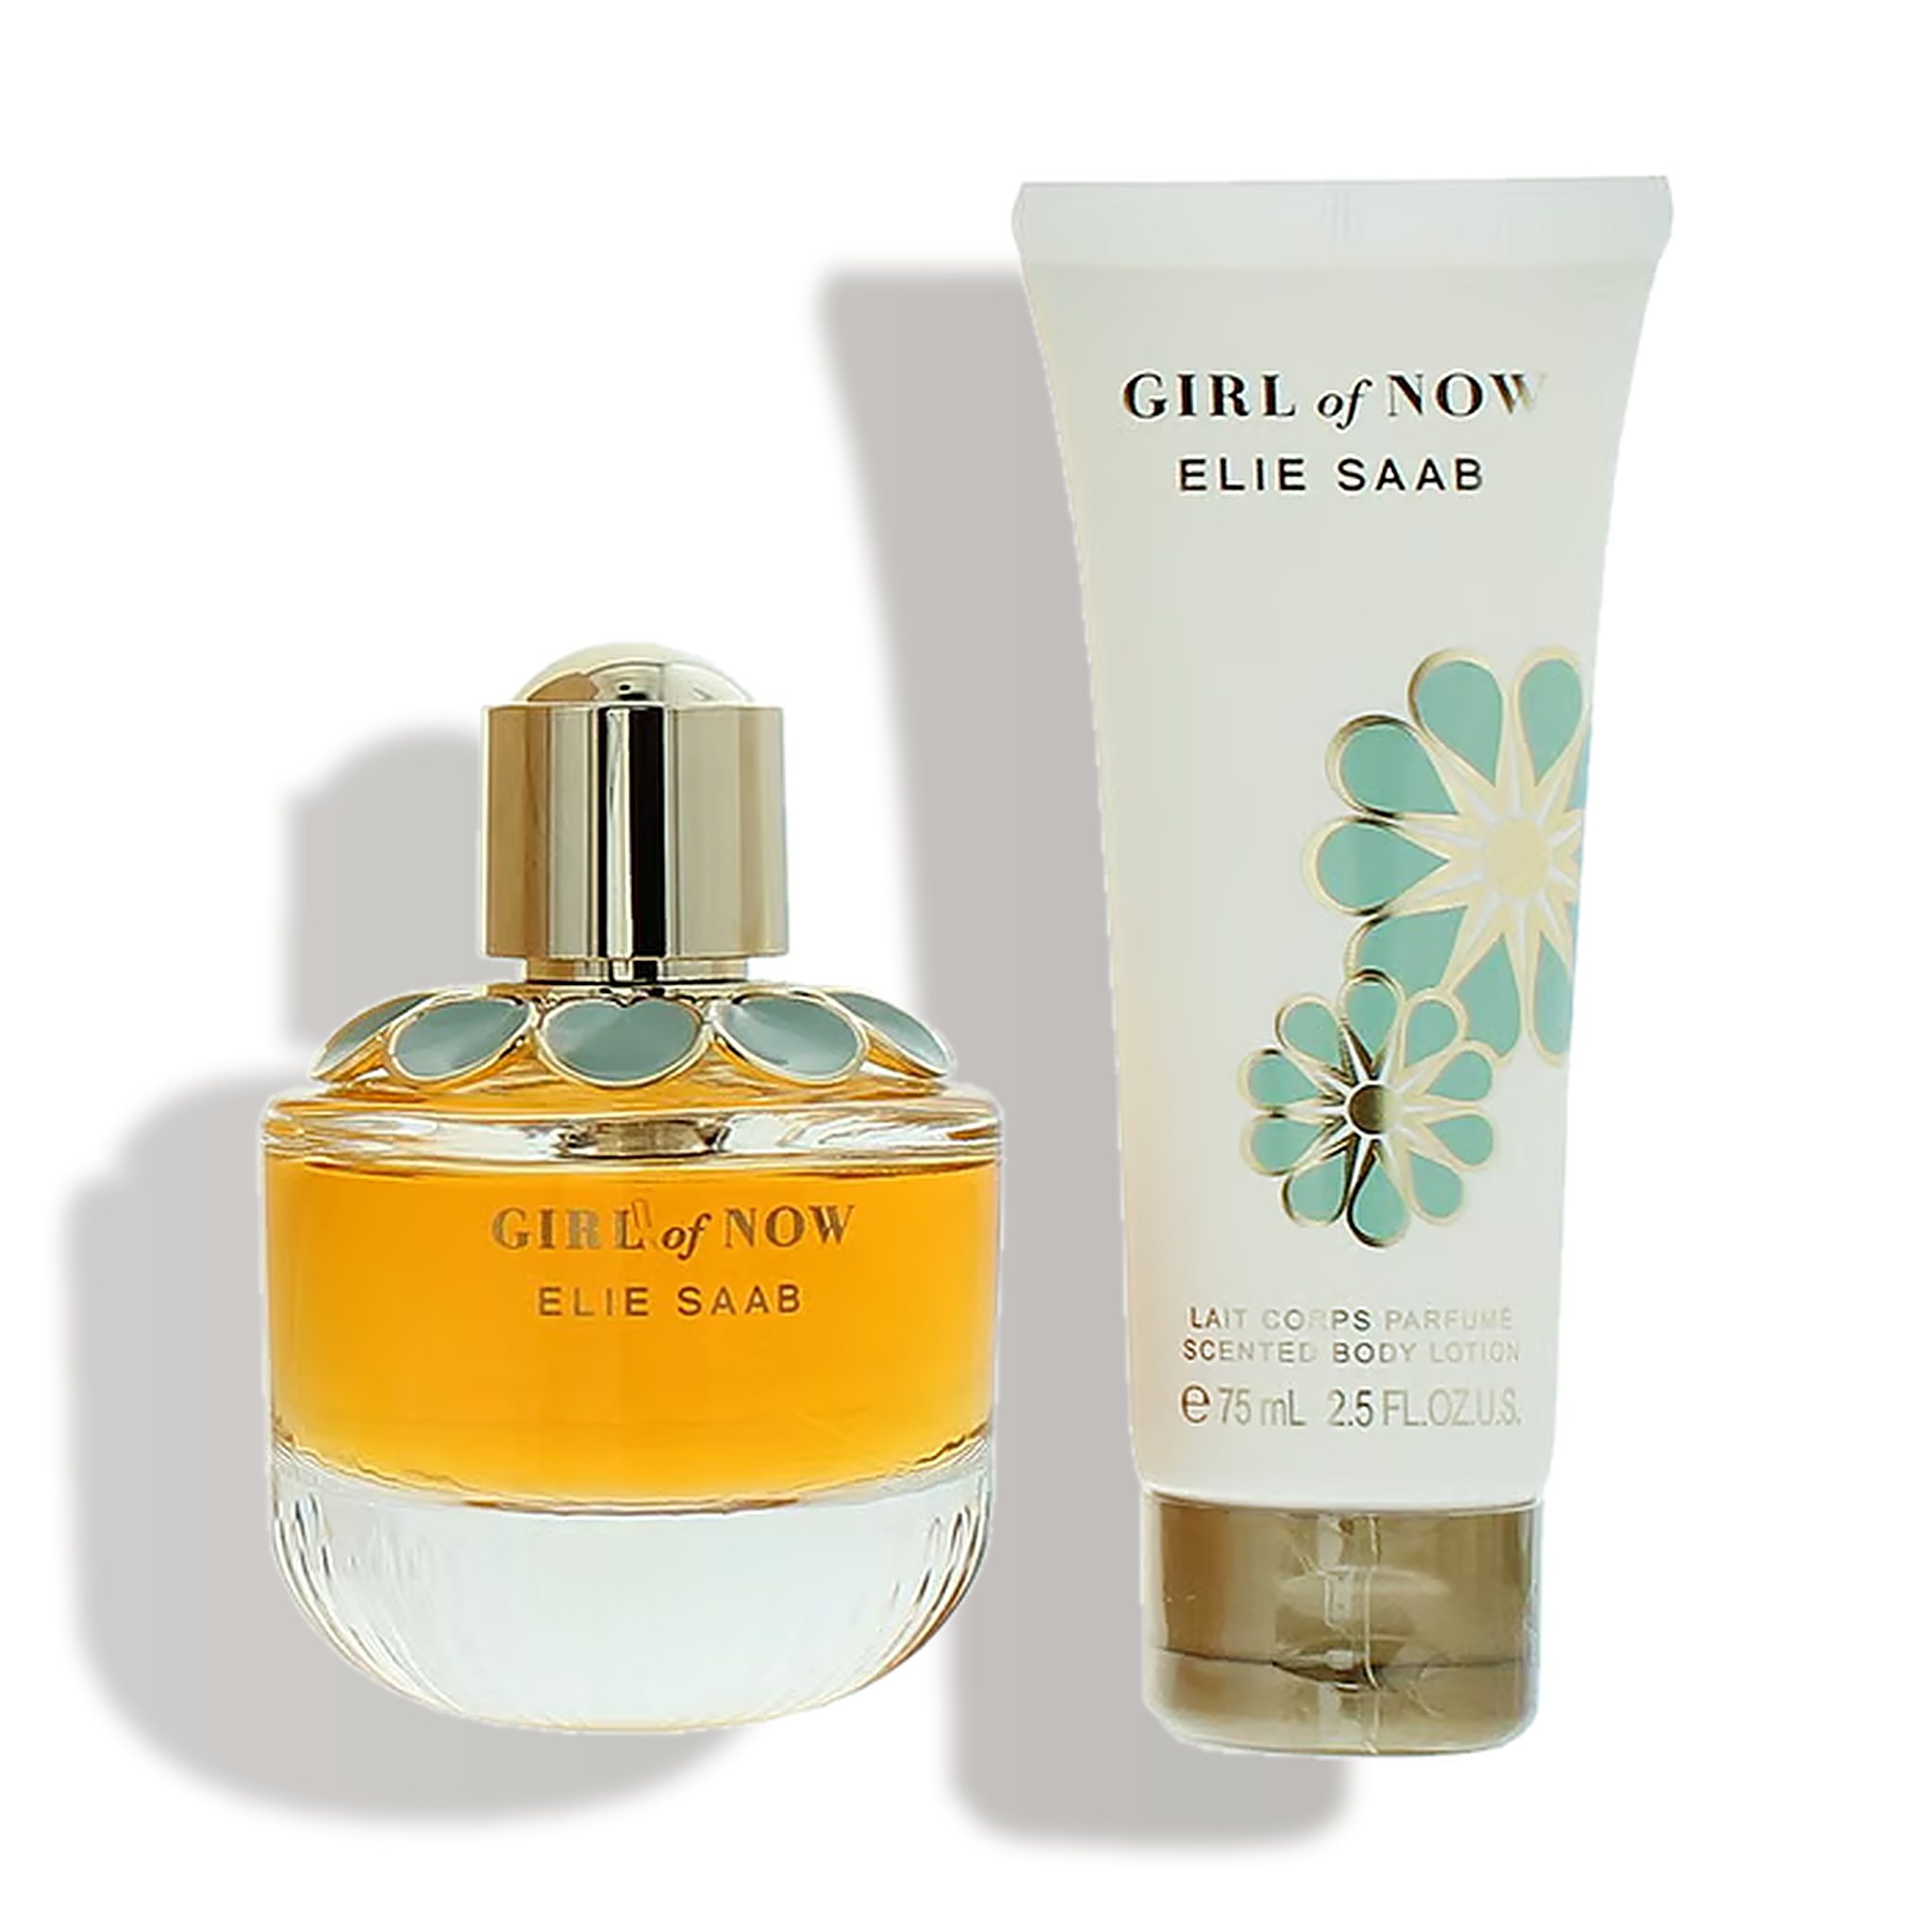 GIRL of NOW
ELIE SAAB
LAIT CORPS PARFUMÉ
SCENTED BODY LOTION
e 75 mL 2.5 FL.OZ.U.S.
GIRL of NOW
ELIE SAAB